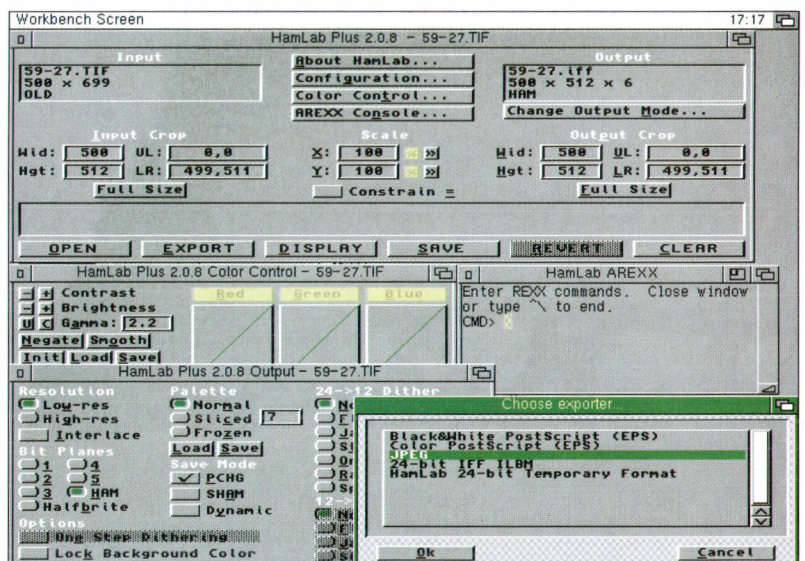 Workbench Screen 17:17
HamLab Plus 2.0.8 - 59-27.TIF
Input
59-27.TIF
500 x 699
OLD
About HamLab...
Configuration...
Color Control...
AREXX Console...
Output
59-27.iff
500 x 512 x 6
HAM
Change Output Mode...
Input Crop
Wid: 500 UL: 0,0
Hgt: 512 LR: 499,511
Full Size
Scale
X: 100 % »
Y: 100 % »
Constrain =
Output Crop
Wid: 500 UL: 0,0
Hgt: 512 LR: 499,511
Full Size
OPEN EXPORT DISPLAY SAVE REVERT CLEAR
HamLab Plus 2.0.8 Color Control - 59-27.TIF
- + Contrast
- + Brightness
U C Gamma: 2.2
Negate Smooth
Init Load Save
Red Green Blue
HamLab AREXX
Enter REXX commands. Close window
or type ^\ to end.
CMD>
HamLab Plus 2.0.8 Output - 59-27.TIF
Resolution
Low-res
High-res
Interlace
Bit Planes
1 4
2 5
3 HAM
Halfbrite
Options
One Step Dithering
Lock Background Color
Palette
Normal
Sliced 7
Frozen
Load Save
Save Mode
PCHG
SHAM
Dynamic
24->12 Dither
Choose exporter...
Black&White PostScript (EPS)
Color PostScript (EPS)
JPEG
24-bit IFF ILBM
HamLab 24-bit Temporary Format
Ok Cancel